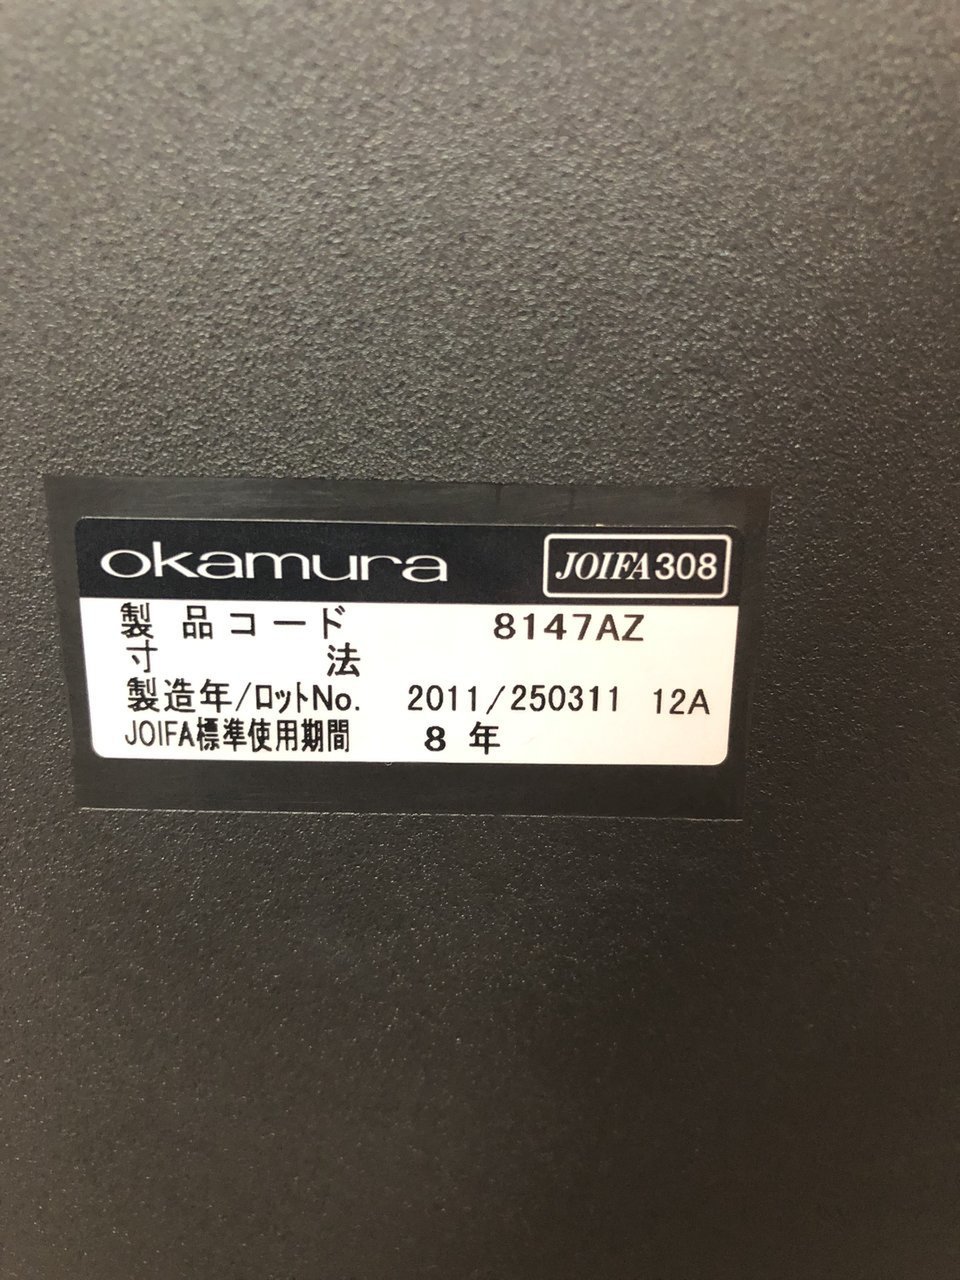 okamura JOIFA308
製品コード 8147AZ
寸法
製造年/ロットNo. 2011/250311 12A
JOIFA標準使用期間 8年